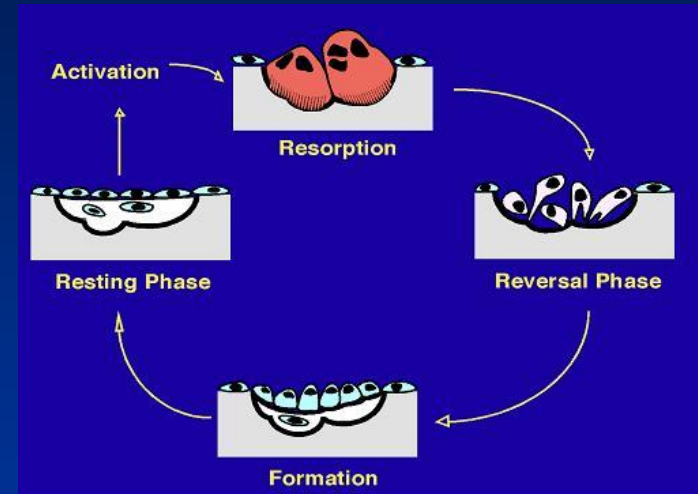 Activation
Resorption
Resting Phase
Reversal Phase
Formation